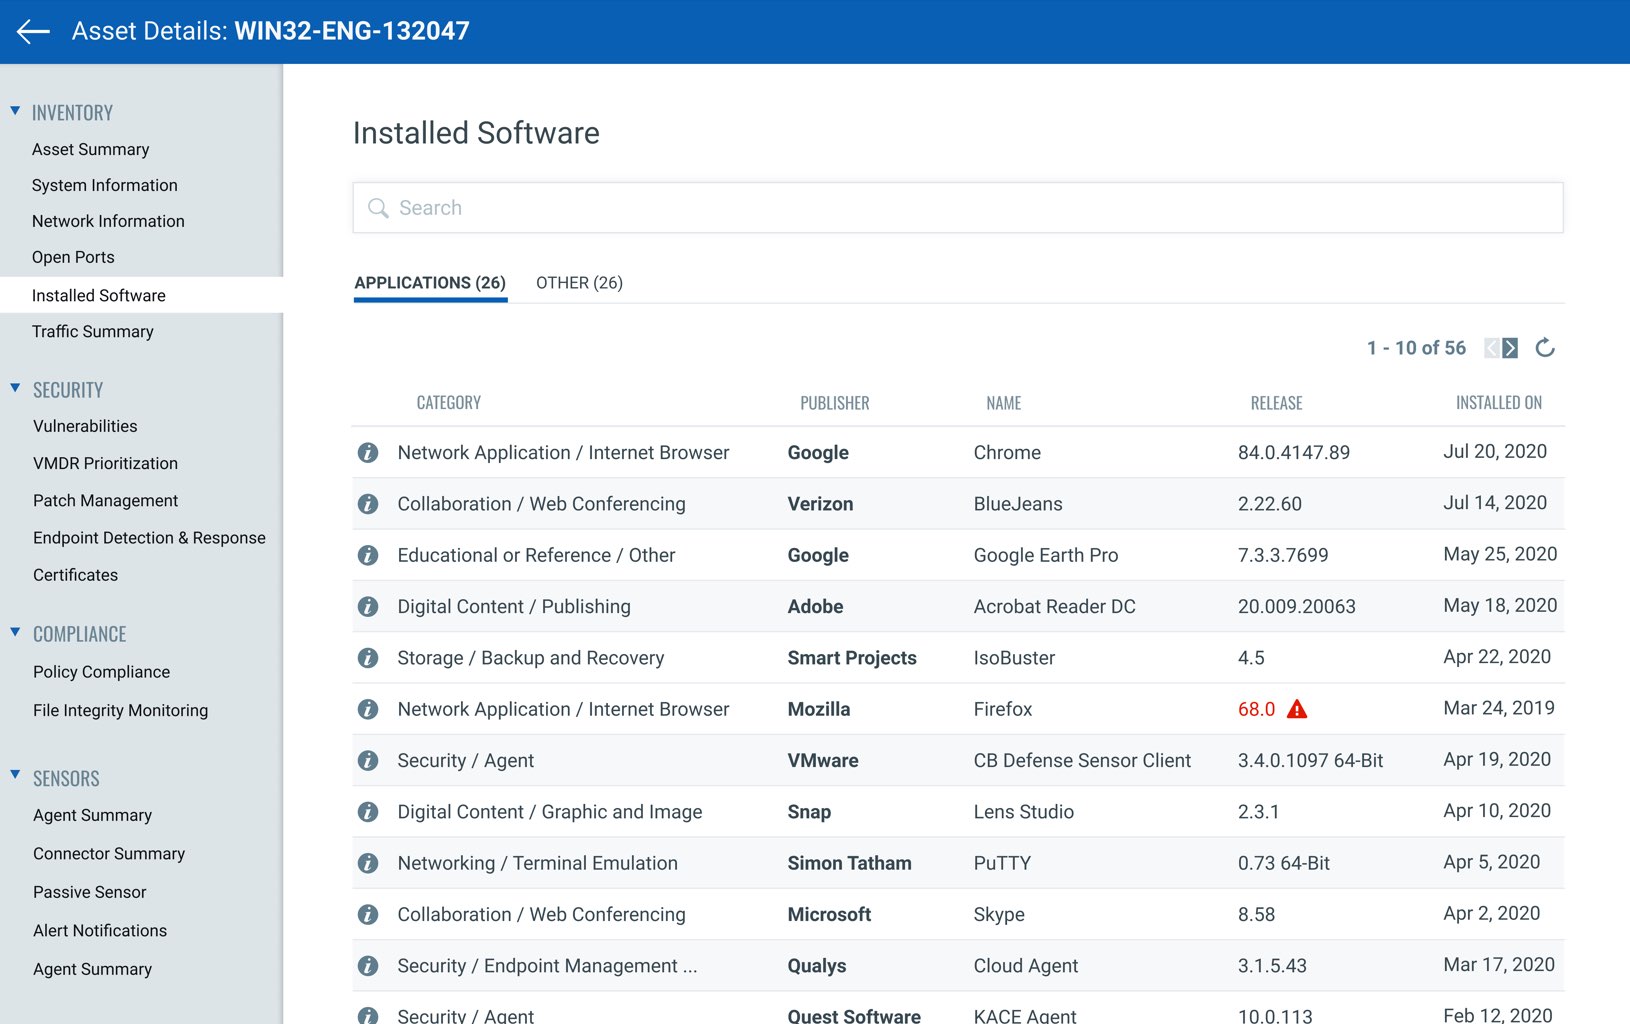 Asset Details: WIN32-ENG-132047
INVENTORY
Asset Summary
System Information
Network Information
Open Ports
Installed Software
Traffic Summary
SECURITY
Vulnerabilities
VMDR Prioritization
Patch Management
Endpoint Detection & Response
Certificates
COMPLIANCE
Policy Compliance
File Integrity Monitoring
SENSORS
Agent Summary
Connector Summary
Passive Sensor
Alert Notifications
Agent Summary
Installed Software
Search
APPLICATIONS (26) OTHER (26)
1 - 10 of 56
CATEGORY PUBLISHER NAME RELEASE INSTALLED ON
Network Application / Internet Browser Google Chrome 84.0.4147.89 Jul 20, 2020
Collaboration / Web Conferencing Verizon BlueJeans 2.22.60 Jul 14, 2020
Educational or Reference / Other Google Google Earth Pro 7.3.3.7699 May 25, 2020
Digital Content / Publishing Adobe Acrobat Reader DC 20.009.20063 May 18, 2020
Storage / Backup and Recovery Smart Projects IsoBuster 4.5 Apr 22, 2020
Network Application / Internet Browser Mozilla Firefox 68.0 Mar 24, 2019
Security / Agent VMware CB Defense Sensor Client 3.4.0.1097 64-Bit Apr 19, 2020
Digital Content / Graphic and Image Snap Lens Studio 2.3.1 Apr 10, 2020
Networking / Terminal Emulation Simon Tatham PuTTY 0.73 64-Bit Apr 5, 2020
Collaboration / Web Conferencing Microsoft Skype 8.58 Apr 2, 2020
Security / Endpoint Management ... Qualys Cloud Agent 3.1.5.43 Mar 17, 2020
Security / Agent Quest Software KACE Agent 10.0.113 Feb 12, 2020